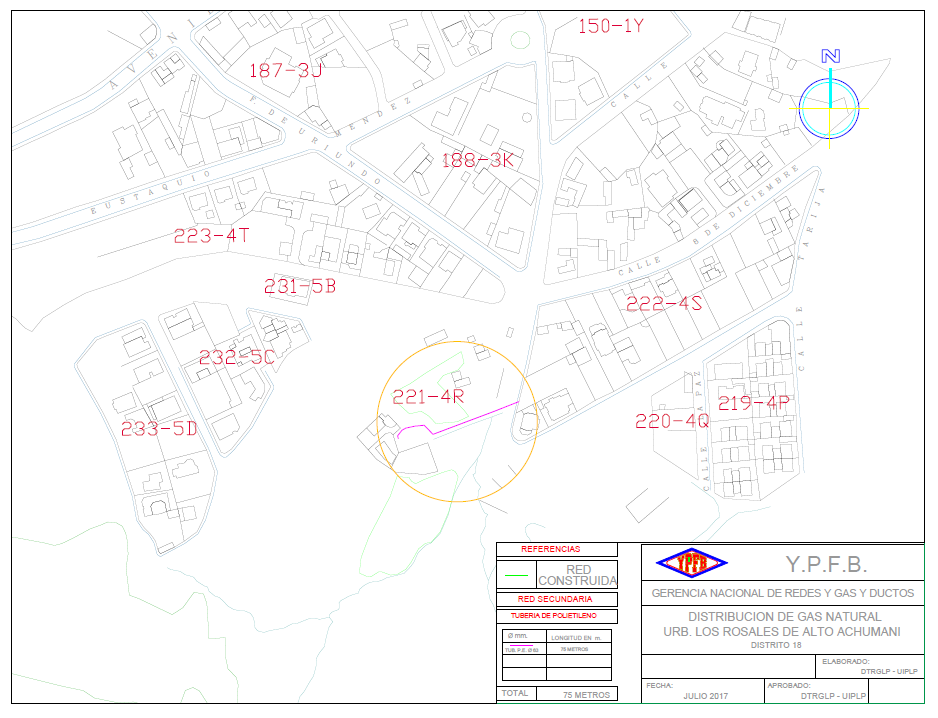 150-1Y
N
187-3J
AVENI
CALLE
F DE URRIUNDO
MENDEZ
188-3K
EUSTAQUIO
CALLE 8 DE DICIEMBRE
TARIJA
223-4T
231-5B
222-4S
CALLE
232-5C
221-4R
CALLE LA PAZ
219-4P
220-4Q
233-5D
REFERENCIAS
RED
CONSTRUIDA
RED SECUNDARIA
TUBERIA DE POLIETILENO
Ø mm.
LONGITUD EN m.
TUB. P.E. Ø 63
75 METROS
TOTAL
75 METROS
YPFB
Y.P.F.B.
GERENCIA NACIONAL DE REDES Y GAS Y DUCTOS
DISTRIBUCION DE GAS NATURAL
URB. LOS ROSALES DE ALTO ACHUMANI
DISTRITO 18
ELABORADO:
DTRGLP - UIPLP
FECHA:
JULIO 2017
APROBADO:
DTRGLP - UIPLP